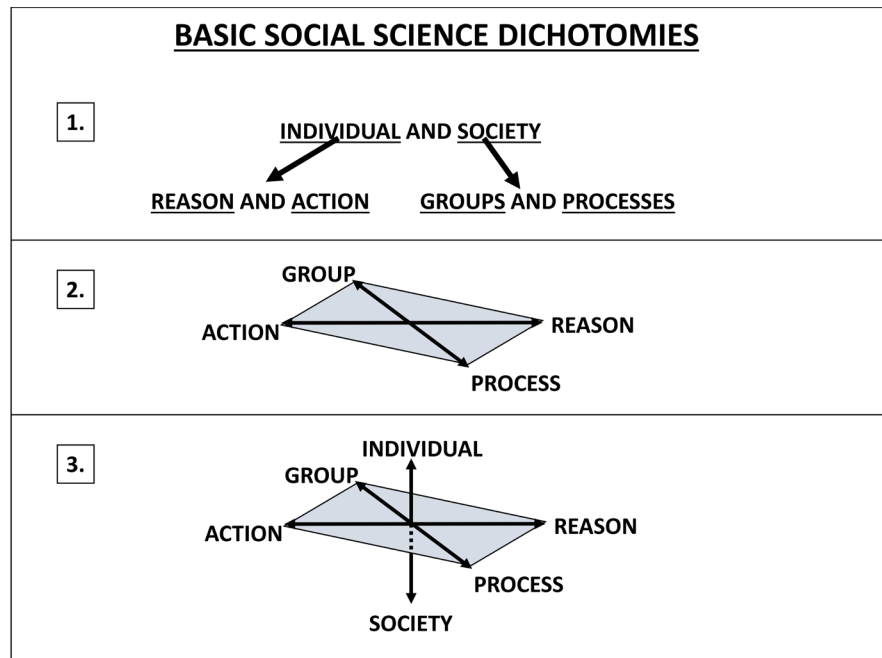 BASIC SOCIAL SCIENCE DICHOTOMIES
1.
INDIVIDUAL AND SOCIETY
REASON AND ACTION GROUPS AND PROCESSES
2.
GROUP
ACTION
REASON
PROCESS
3.
INDIVIDUAL
GROUP
ACTION
REASON
PROCESS
SOCIETY